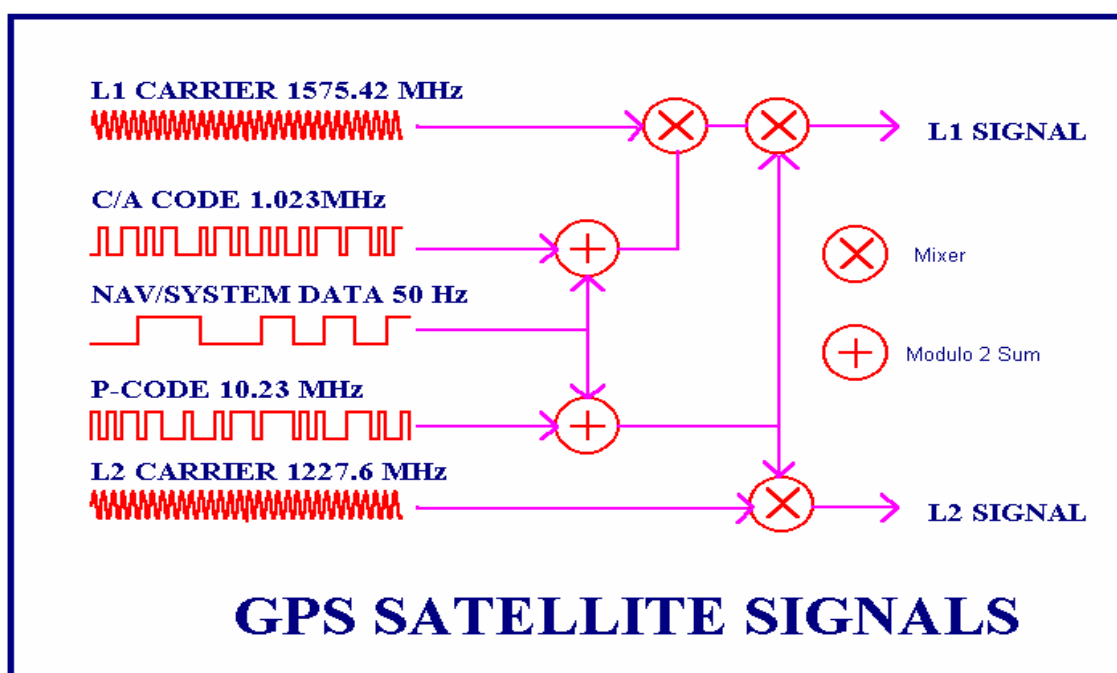 L1 CARRIER 1575.42 MHz
L1 SIGNAL
C/A CODE 1.023MHz
Mixer
NAV/SYSTEM DATA 50 Hz
Modulo 2 Sum
P-CODE 10.23 MHz
L2 CARRIER 1227.6 MHz
L2 SIGNAL
GPS SATELLITE SIGNALS